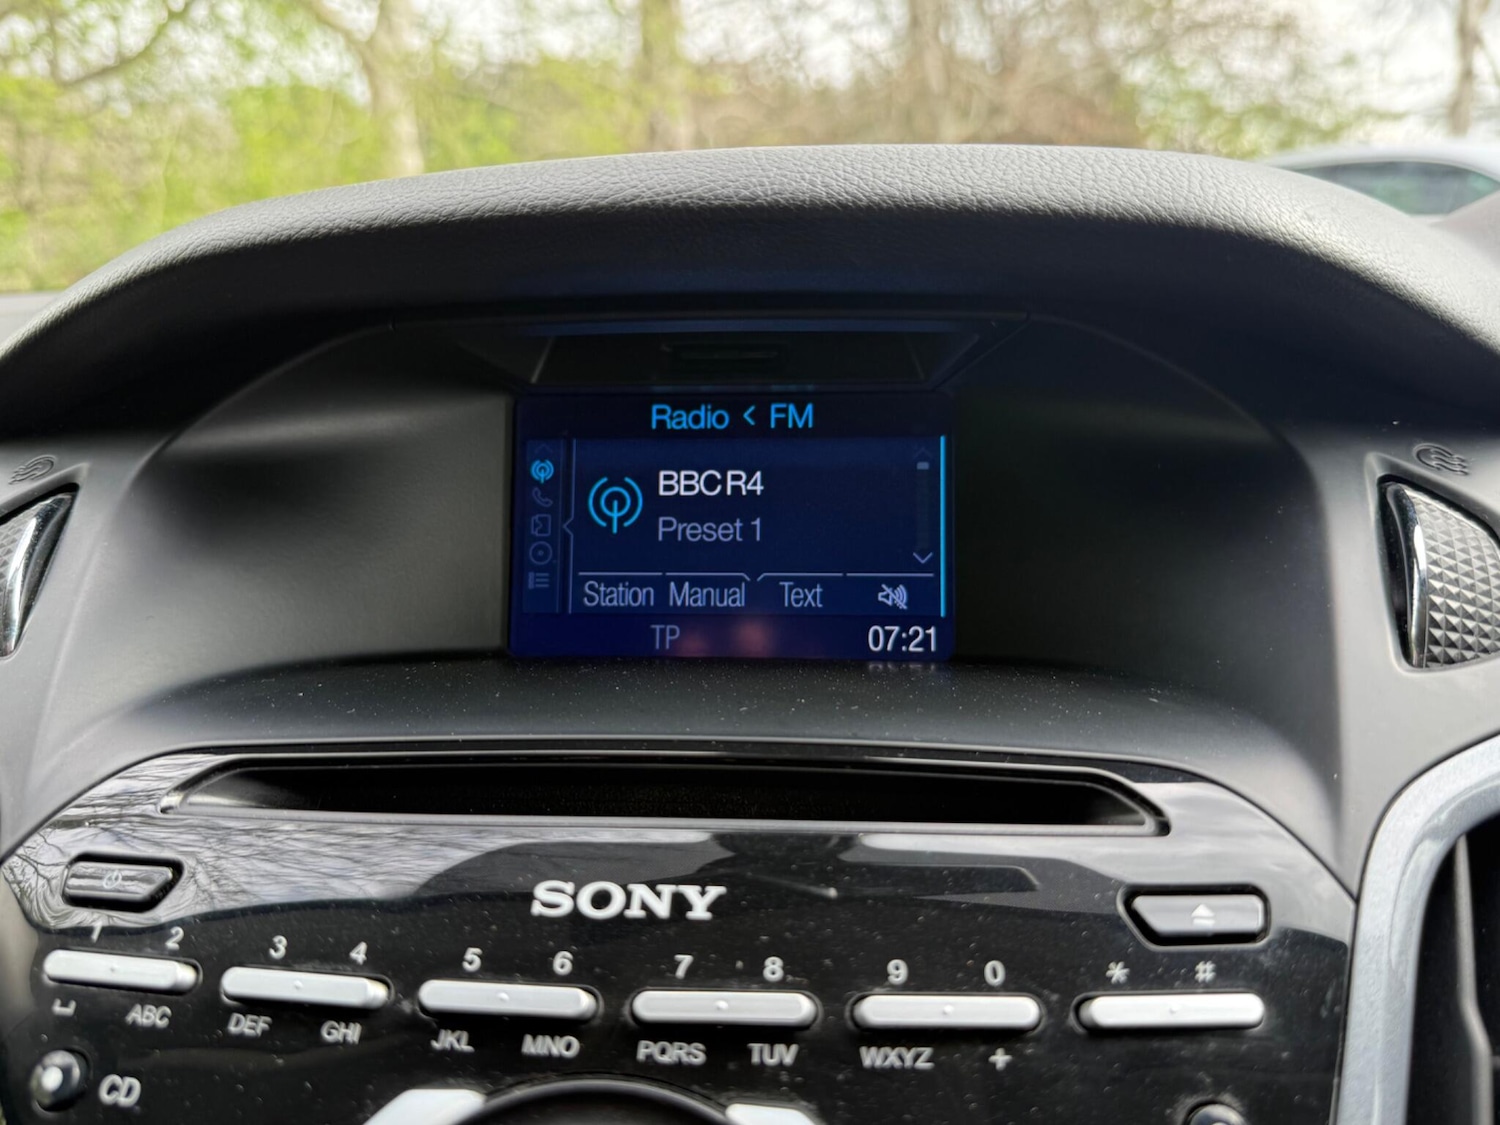 Radio < FM
BBC R4
Preset 1
Station Manual Text
TP 07:21
SONY
1 2 3 4 5 6 7 8 9 0 * #
ABC DEF GHI JKL MNO PQRS TUV WXYZ +
CD